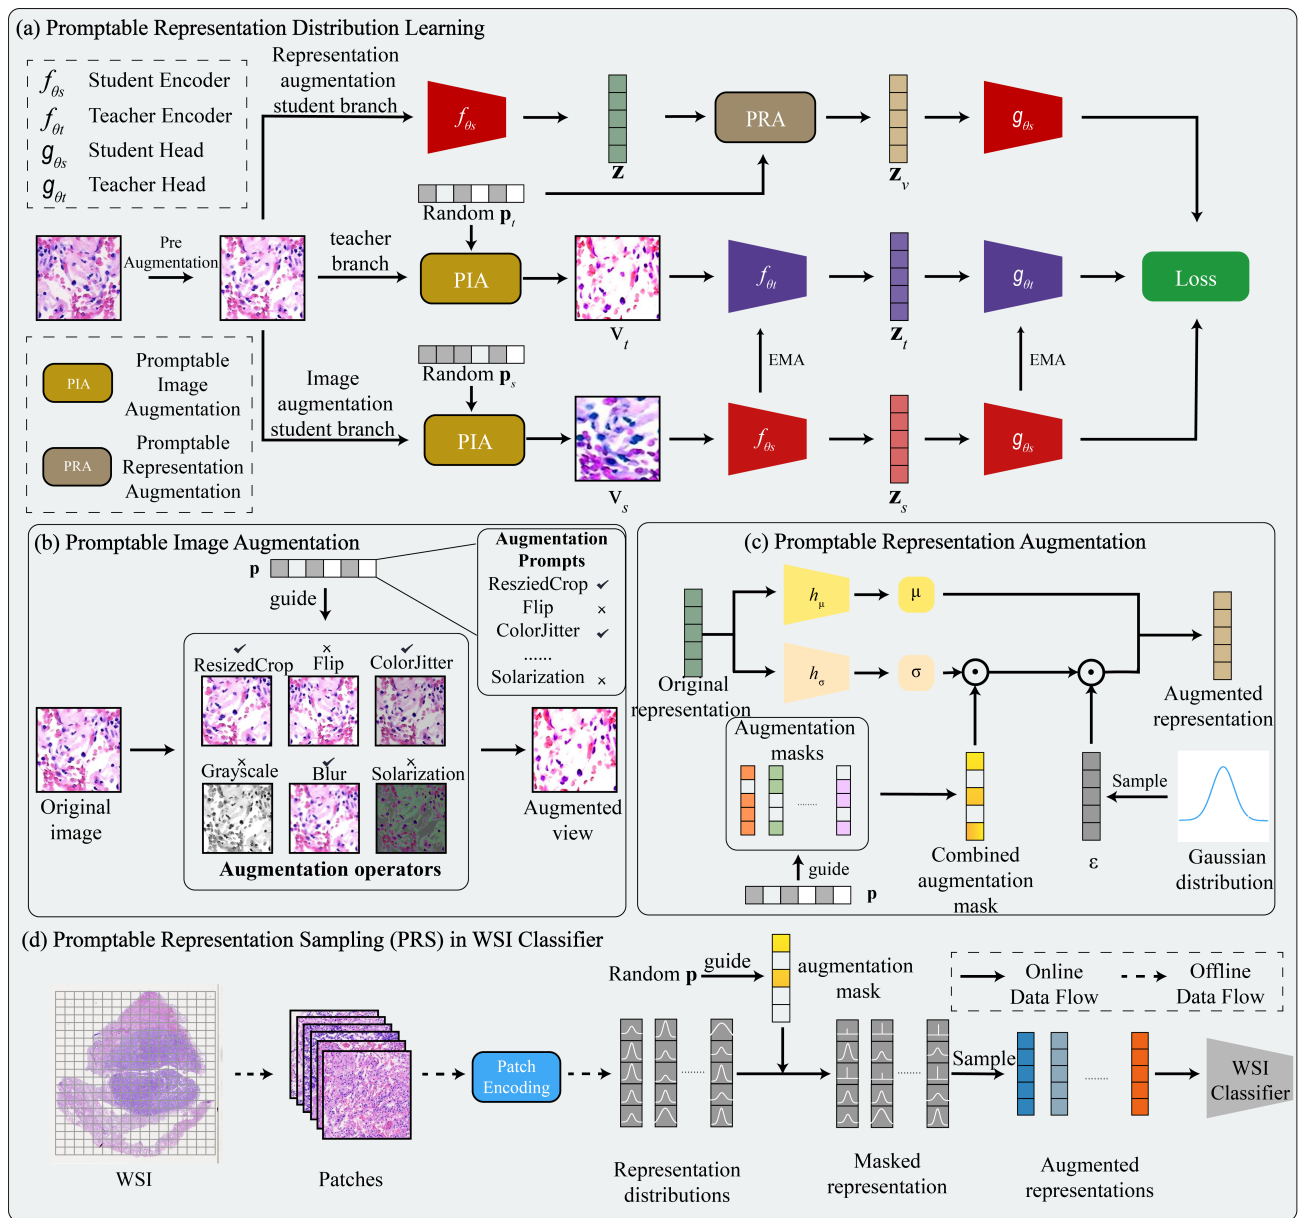 (a) Promptable Representation Distribution Learning
fθs Student Encoder
fθt Teacher Encoder
gθs Student Head
gθt Teacher Head
Representation
augmentation
student branch
fθs
z
PRA
zv
gθs
Random pt
Pre
Augmentation
teacher
branch
PIA
vt
fθt
zt
gθt
Loss
EMA
EMA
Random ps
Image
augmentation
student branch
PIA
vs
fθs
zs
gθs
PIA
Promptable
Image
Augmentation
PRA
Promptable
Representation
Augmentation
(b) Promptable Image Augmentation
p
guide
Augmentation
Prompts
ResziedCrop ✓
Flip ×
ColorJitter ✓
......
Solarization ×
✓ × ✓
ResizedCrop Flip ColorJitter
× ✓ ×
Grayscale Blur Solarization
Augmentation operators
Original
image
Augmented
view
(c) Promptable Representation Augmentation
hμ
μ
hσ
σ
Original
representation
Augmented
representation
Augmentation
masks
........
guide
p
Combined
augmentation
mask
ε
Sample
Gaussian
distribution
(d) Promptable Representation Sampling (PRS) in WSI Classifier
Random p
guide
augmentation
mask
Online
Data Flow
Offline
Data Flow
WSI
Patches
Patch
Encoding
........
Representation
distributions
........
Masked
representation
Sample
........
Augmented
representations
WSI
Classifier